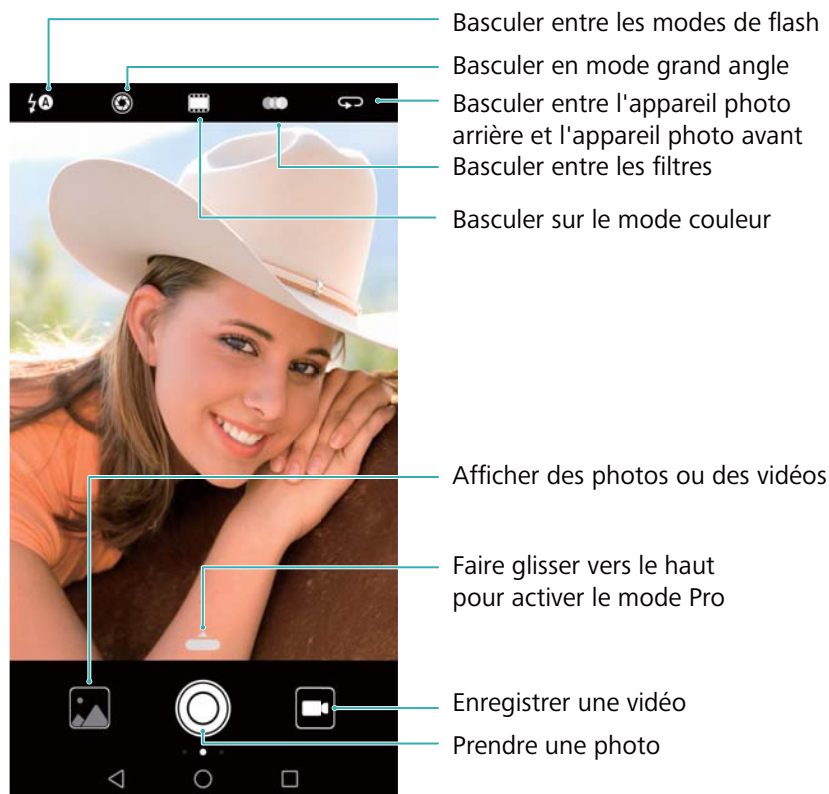 Basculer entre les modes de flash
Basculer en mode grand angle
Basculer entre l'appareil photo
arrière et l'appareil photo avant
Basculer entre les filtres
Basculer sur le mode couleur
Afficher des photos ou des vidéos
Faire glisser vers le haut
pour activer le mode Pro
Enregistrer une vidéo
Prendre une photo